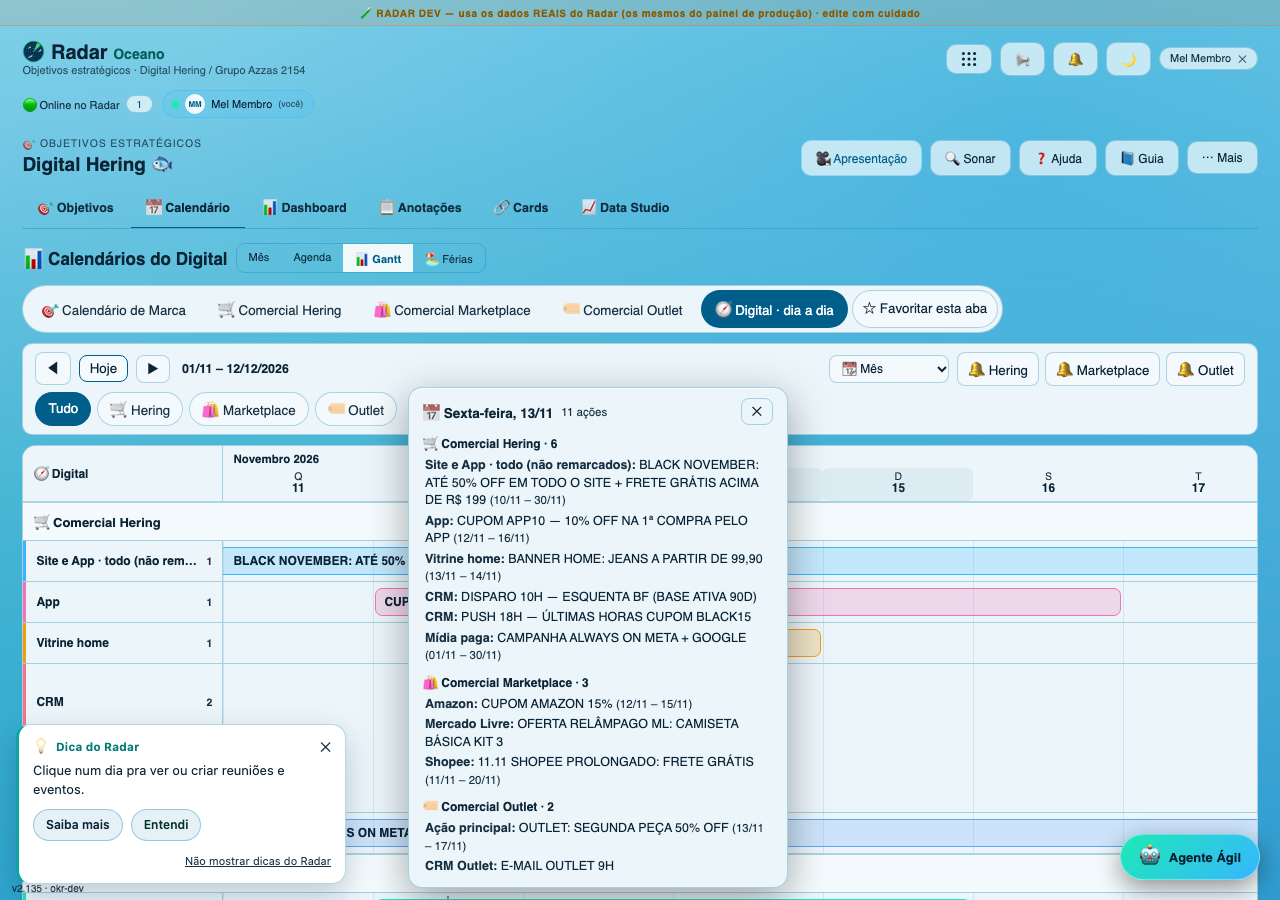 RADAR DEV — usa os dados REAIS do Radar (os mesmos do painel de produção) · edite com cuidado
Radar Oceano
Objetivos estratégicos · Digital Hering / Grupo Azzas 2154
Mel Membro ×
Online no Radar 1
MM Mel Membro (você)
OBJETIVOS ESTRATÉGICOS
Digital Hering
Apresentação
Sonar
Ajuda
Guia
··· Mais
Objetivos
Calendário
Dashboard
Anotações
Cards
Data Studio
Calendários do Digital
Mês
Agenda
Gantt
Férias
Calendário de Marca
Comercial Hering
Comercial Marketplace
Comercial Outlet
Digital · dia a dia
☆ Favoritar esta aba
◀ Hoje ▶ 01/11 – 12/12/2026
Mês
Hering
Marketplace
Outlet
Tudo
Hering
Marketplace
Outlet
Sexta-feira, 13/11 11 ações ×
Comercial Hering · 6
Site e App · todo (não remarcados): BLACK NOVEMBER:
ATÉ 50% OFF EM TODO O SITE + FRETE GRÁTIS ACIMA
DE R$ 199 (10/11 – 30/11)
App: CUPOM APP10 — 10% OFF NA 1ª COMPRA PELO
APP (12/11 – 16/11)
Vitrine home: BANNER HOME: JEANS A PARTIR DE 99,90
(13/11 – 14/11)
CRM: DISPARO 10H — ESQUENTA BF (BASE ATIVA 90D)
CRM: PUSH 18H — ÚLTIMAS HORAS CUPOM BLACK15
Mídia paga: CAMPANHA ALWAYS ON META + GOOGLE
(01/11 – 30/11)
Comercial Marketplace · 3
Amazon: CUPOM AMAZON 15% (12/11 – 15/11)
Mercado Livre: OFERTA RELÂMPAGO ML: CAMISETA
BÁSICA KIT 3
Shopee: 11.11 SHOPEE PROLONGADO: FRETE GRÁTIS
(11/11 – 20/11)
Comercial Outlet · 2
Ação principal: OUTLET: SEGUNDA PEÇA 50% OFF (13/11
– 17/11)
CRM Outlet: E-MAIL OUTLET 9H
Digital
Novembro 2026
Q
11
D
15
S
16
T
17
Comercial Hering
Site e App · todo (não rem... 1
BLACK NOVEMBER: ATÉ 50%
App 1
CUP
Vitrine home 1
CRM 2
S ON META
Dica do Radar ×
Clique num dia pra ver ou criar reuniões e
eventos.
Saiba mais
Entendi
Não mostrar dicas do Radar
Agente Ágil
v2.135 · okr-dev